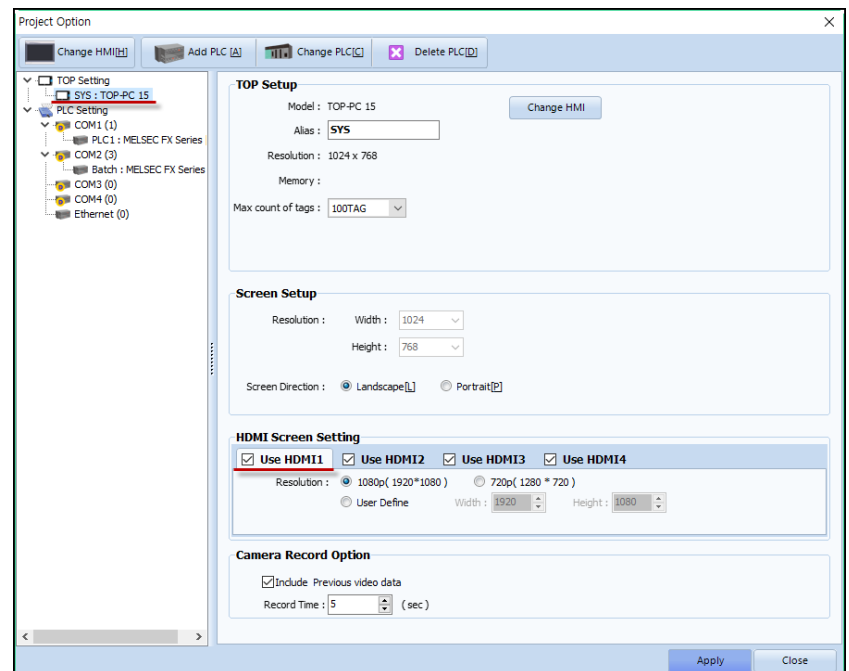 Project Option
Change HMI[H] Add PLC [A] Change PLC[C] Delete PLC[D]
TOP Setting
SYS : TOP-PC 15
PLC Setting
COM1 (1)
PLC1 : MELSEC FX Series
COM2 (3)
Batch : MELSEC FX Series
COM3 (0)
COM4 (0)
Ethernet (0)
TOP Setup
Model : TOP-PC 15 Change HMI
Alias : SYS
Resolution : 1024 x 768
Memory :
Max count of tags : 100TAG
Screen Setup
Resolution : Width : 1024
Height : 768
Screen Direction : Landscape[L] Portrait[P]
HDMI Screen Setting
Use HDMI1 Use HDMI2 Use HDMI3 Use HDMI4
Resolution : 1080p( 1920*1080 ) 720p( 1280 * 720 )
User Define Width : 1920 Height : 1080
Camera Record Option
Include Previous video data
Record Time : 5 ( sec )
Apply Close